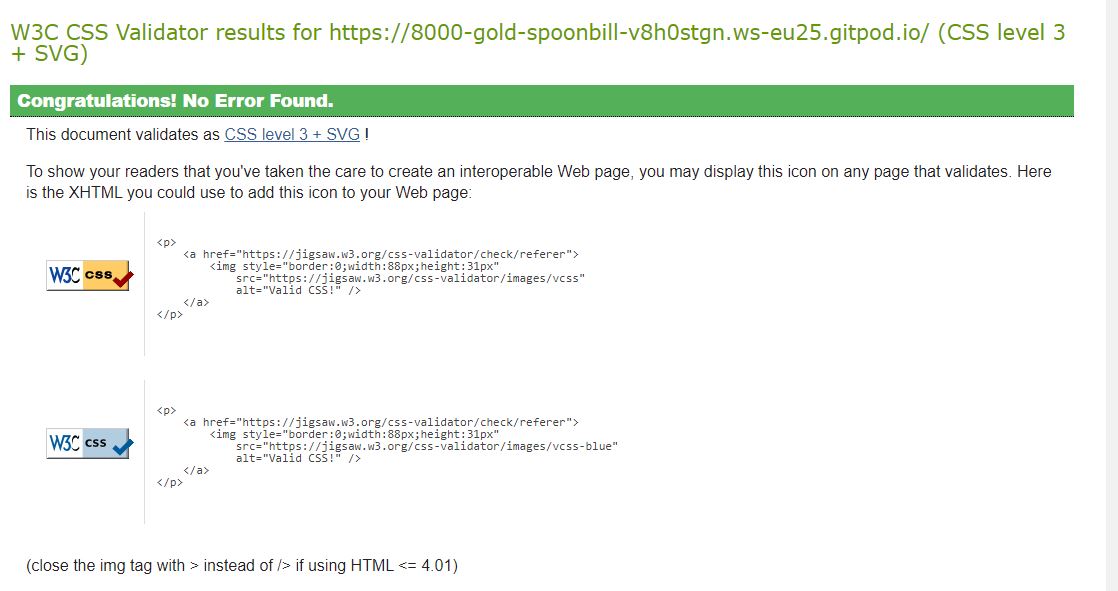 W3C CSS Validator results for https://8000-gold-spoonbill-v8h0stgn.ws-eu25.gitpod.io/ (CSS level 3
+ SVG)
Congratulations! No Error Found.
This document validates as CSS level 3 + SVG !
To show your readers that you've taken the care to create an interoperable Web page, you may display this icon on any page that validates. Here
is the XHTML you could use to add this icon to your Web page:
W3C css
<p>
<a href="https://jigsaw.w3.org/css-validator/check/referer">
<img style="border:0;width:88px;height:31px"
src="https://jigsaw.w3.org/css-validator/images/vcss"
alt="Valid CSS!" />
</a>
</p>
W3C css
<p>
<a href="https://jigsaw.w3.org/css-validator/check/referer">
<img style="border:0;width:88px;height:31px"
src="https://jigsaw.w3.org/css-validator/images/vcss-blue"
alt="Valid CSS!" />
</a>
</p>
(close the img tag with > instead of /> if using HTML <= 4.01)